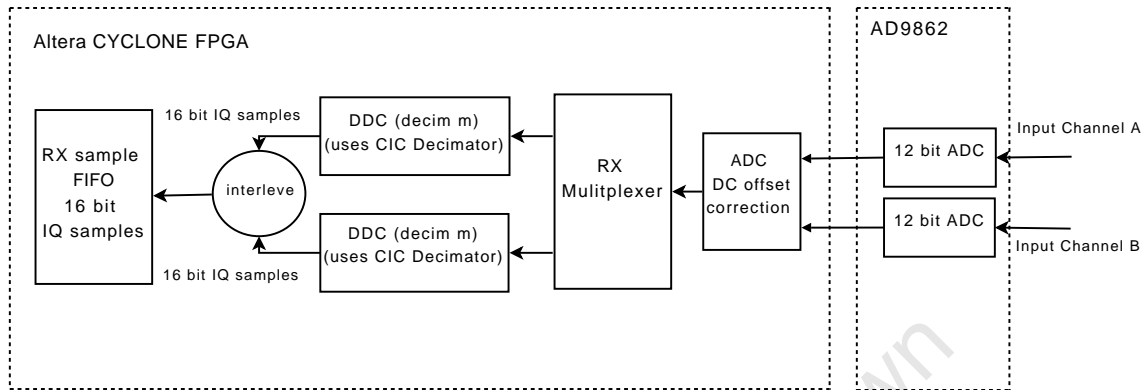 Altera CYCLONE FPGA
AD9862
16 bit IQ samples
DDC (decim m)
(uses CIC Decimator)
RX sample
FIFO
16 bit
IQ samples
interleve
RX
Mulitplexer
ADC
DC offset
correction
12 bit ADC
Input Channel A
12 bit ADC
Input Channel B
DDC (decim m)
(uses CIC Decimator)
16 bit IQ samples
wn